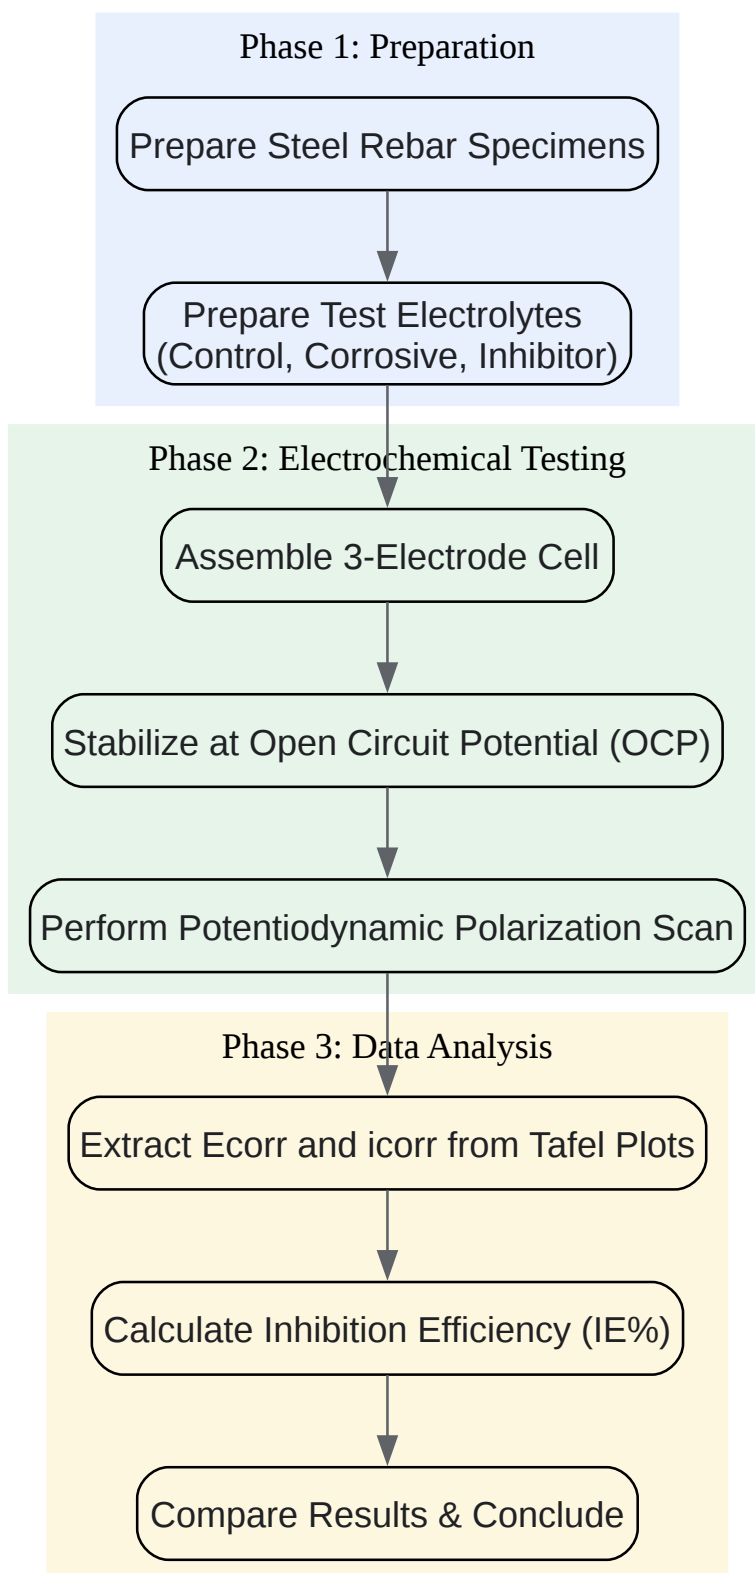 Phase 1: Preparation
Prepare Steel Rebar Specimens
Prepare Test Electrolytes
(Control, Corrosive, Inhibitor)
Phase 2: Electrochemical Testing
Assemble 3-Electrode Cell
Stabilize at Open Circuit Potential (OCP)
Perform Potentiodynamic Polarization Scan
Phase 3: Data Analysis
Extract Ecorr and icorr from Tafel Plots
Calculate Inhibition Efficiency (IE%)
Compare Results & Conclude